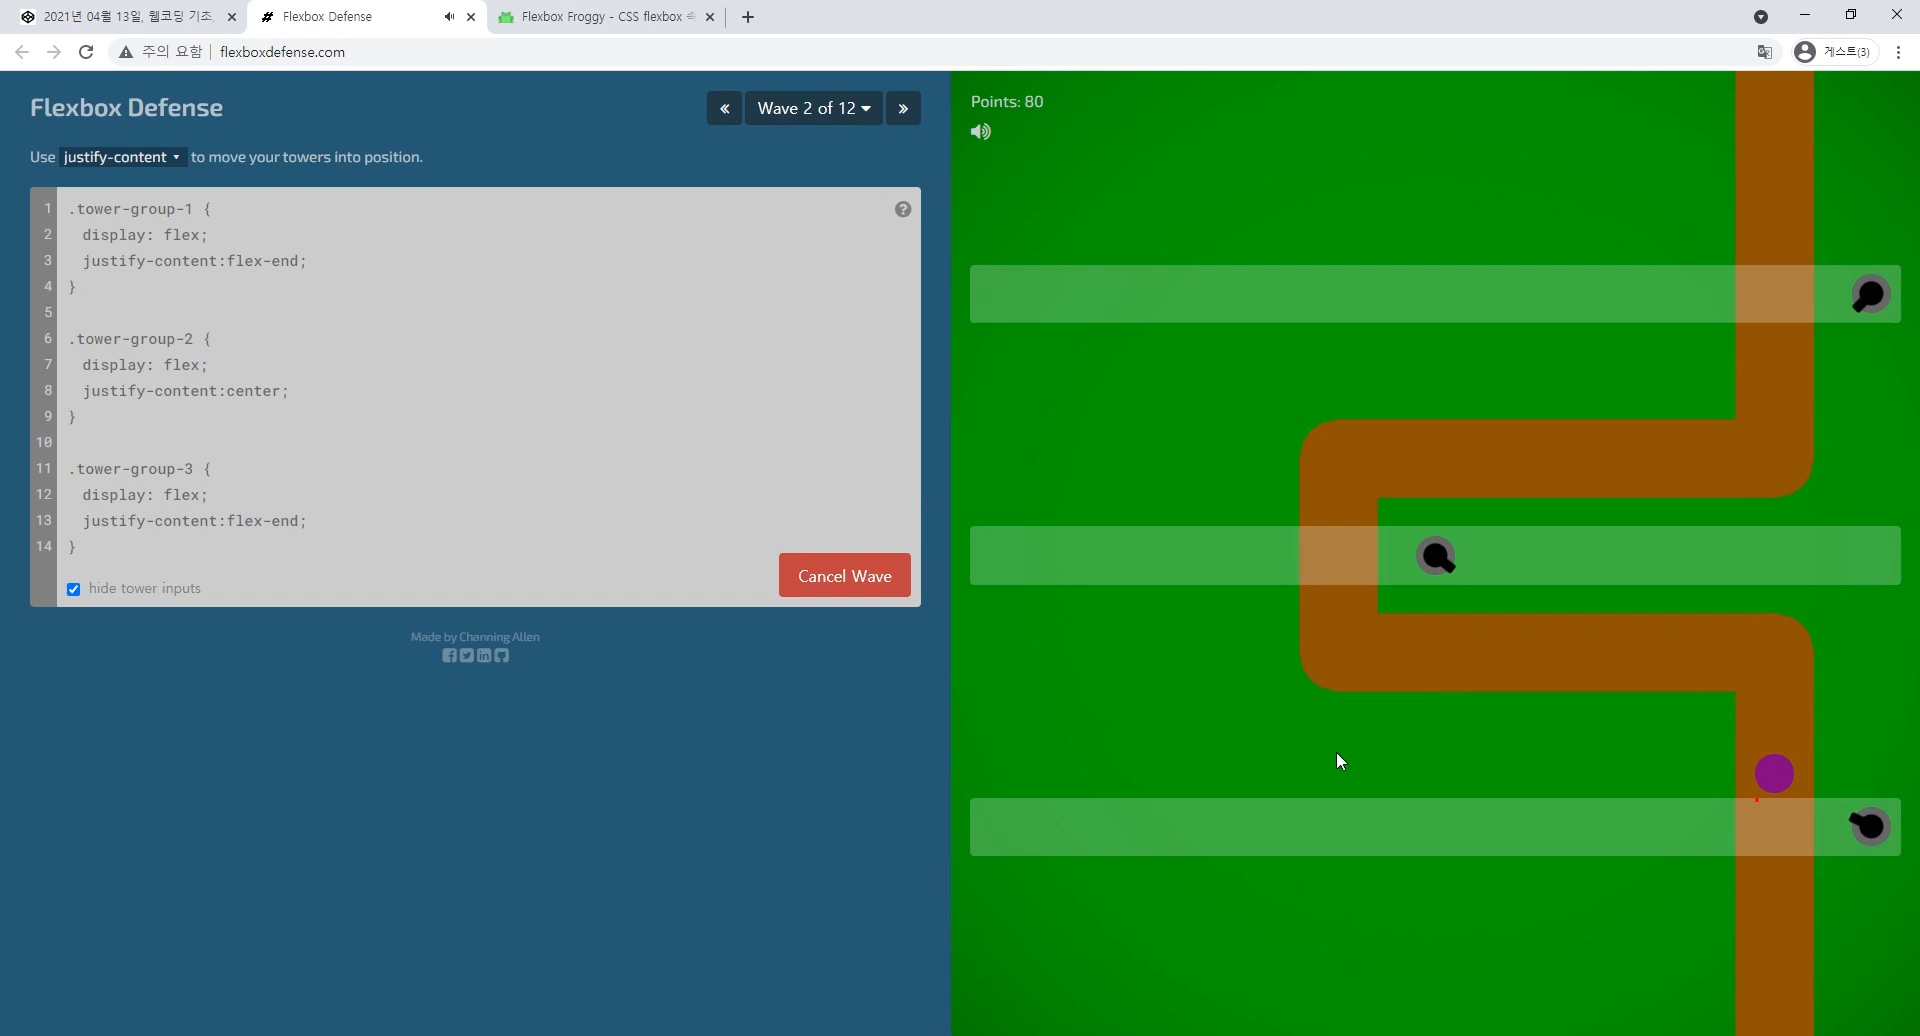 2021년 04월 13일, 웹코딩 기초,
Flexbox Defense
Flexbox Froggy - CSS flexbox 속
주의 요함
flexboxdefense.com
게스트(3)
Flexbox Defense
« Wave 2 of 12 »
Use justify-content to move your towers into position.
1 .tower-group-1 {
2 display: flex;
3 justify-content:flex-end;
4 }
5
6 .tower-group-2 {
7 display: flex;
8 justify-content:center;
9 }
10
11 .tower-group-3 {
12 display: flex;
13 justify-content:flex-end;
14 }
?
hide tower inputs
Cancel Wave
Made by Channing Allen
Points: 80